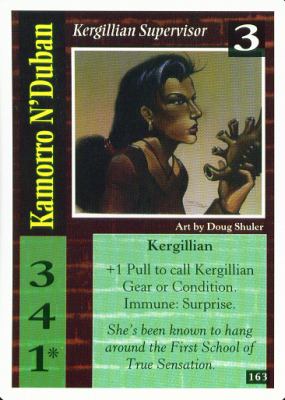 Kergillian Supervisor
3
Kamorro N'Duban
Art by Doug Shuler
3
4
1*
Kergillian
+1 Pull to call Kergillian
Gear or Condition.
Immune: Surprise.
She's been known to hang
around the First School of
True Sensation.
163